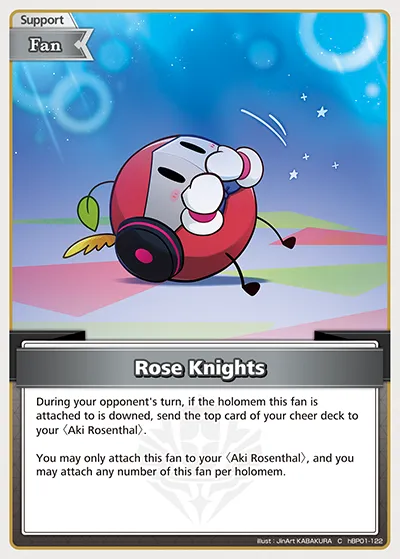 Support
Fan
Rose Knights
During your opponent's turn, if the holomem this fan is
attached to is downed, send the top card of your cheer deck to
your 〈Aki Rosenthal〉.
You may only attach this fan to your 〈Aki Rosenthal〉, and you
may attach any number of this fan per holomem.
illust : JinArt KABAKURA C hBP01-122